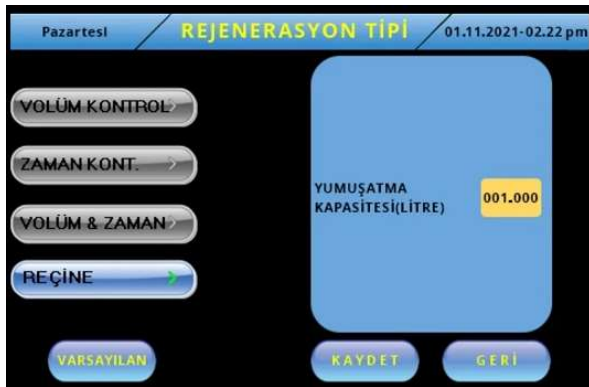 Pazartesi
REJENERASYON TİPİ
01.11.2021-02.22 pm
VOLÜM KONTROL
ZAMAN KONT.
VOLÜM & ZAMAN
REÇİNE
YUMUŞATMA
KAPASİTESİ(LİTRE)
001.000
VARSAYILAN
KAYDET
GERİ